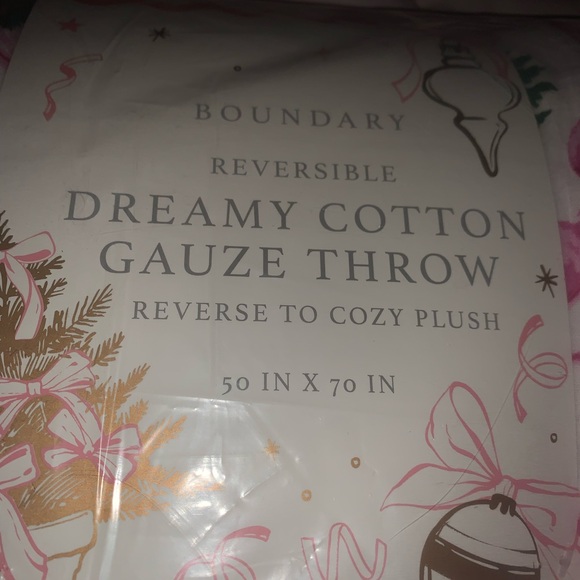 BOUNDARY
REVERSIBLE
DREAMY COTTON
GAUZE THROW
REVERSE TO COZY PLUSH
50 IN X 70 IN